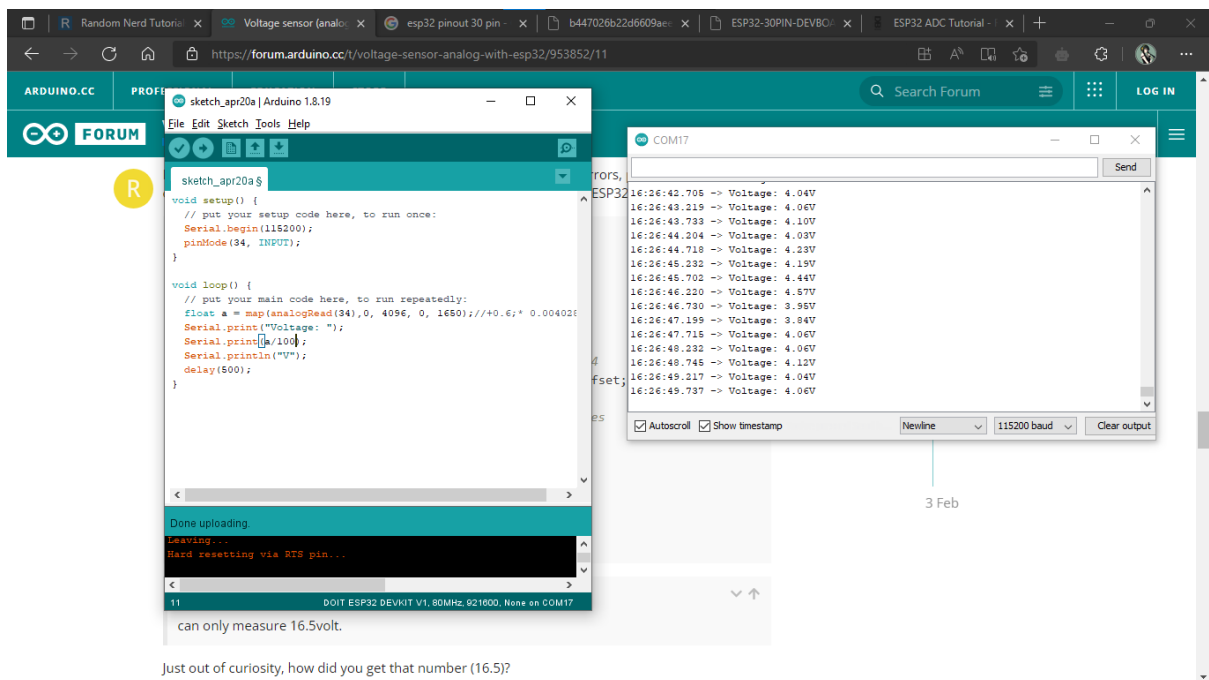 Random Nerd Tutorial
Voltage sensor (analog
esp32 pinout 30 pin -
b447026b22d6609aee
ESP32-30PIN-DEVBO
ESP32 ADC Tutorial -
https://forum.arduino.cc/t/voltage-sensor-analog-with-esp32/953852/11
ARDUINO.CC
PROFE
Search Forum
LOG IN
FORUM
sketch_apr20a | Arduino 1.8.19
File Edit Sketch Tools Help
sketch_apr20a §
void setup() {
// put your setup code here, to run once:
Serial.begin(115200);
pinMode(34, INPUT);
}
void loop() {
// put your main code here, to run repeatedly:
float a = map(analogRead(34),0, 4096, 0, 1650);//+0.6;* 0.004028
Serial.print("Voltage: ");
Serial.print(a/100);
Serial.println("V");
delay(500);
}
Done uploading.
Leaving...
Hard resetting via RTS pin...
11
DOIT ESP32 DEVKIT V1, 80MHz, 921600, None on COM17
R
rrors,
ESP32
4
fset;
es
COM17
Send
16:26:42.705 -> Voltage: 4.04V
16:26:43.219 -> Voltage: 4.06V
16:26:43.733 -> Voltage: 4.10V
16:26:44.204 -> Voltage: 4.03V
16:26:44.718 -> Voltage: 4.23V
16:26:45.232 -> Voltage: 4.19V
16:26:45.702 -> Voltage: 4.44V
16:26:46.220 -> Voltage: 4.57V
16:26:46.730 -> Voltage: 3.95V
16:26:47.199 -> Voltage: 3.84V
16:26:47.715 -> Voltage: 4.06V
16:26:48.232 -> Voltage: 4.06V
16:26:48.745 -> Voltage: 4.12V
16:26:49.217 -> Voltage: 4.04V
16:26:49.737 -> Voltage: 4.06V
Autoscroll Show timestamp
Newline
115200 baud
Clear output
3 Feb
can only measure 16.5volt.
Just out of curiosity, how did you get that number (16.5)?